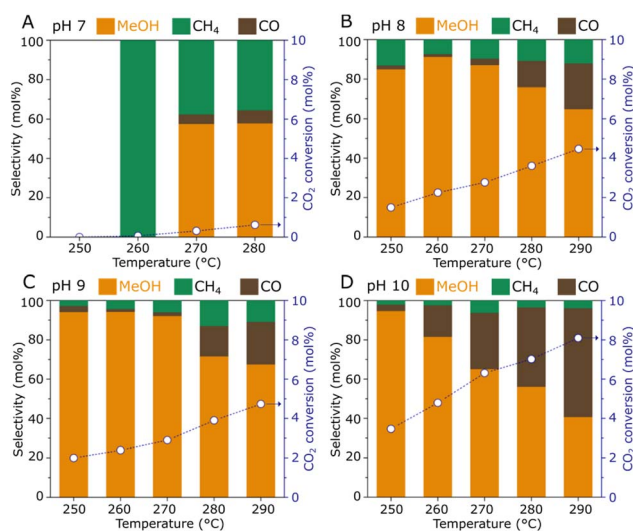 A pH 7 MeOH CH₄ CO
Selectivity (mol%)
100
80
60
40
20
0
10
8
6
4
2
0
CO₂ conversion (mol%)
250 260 270 280
Temperature (°C)
B pH 8 MeOH CH₄ CO
Selectivity (mol%)
100
80
60
40
20
0
10
8
6
4
2
0
CO₂ conversion (mol%)
250 260 270 280 290
Temperature (°C)
C pH 9 MeOH CH₄ CO
Selectivity (mol%)
100
80
60
40
20
0
10
8
6
4
2
0
CO₂ conversion (mol%)
250 260 270 280 290
Temperature (°C)
D pH 10 MeOH CH₄ CO
Selectivity (mol%)
100
80
60
40
20
0
10
8
6
4
2
0
CO₂ conversion (mol%)
250 260 270 280 290
Temperature (°C)